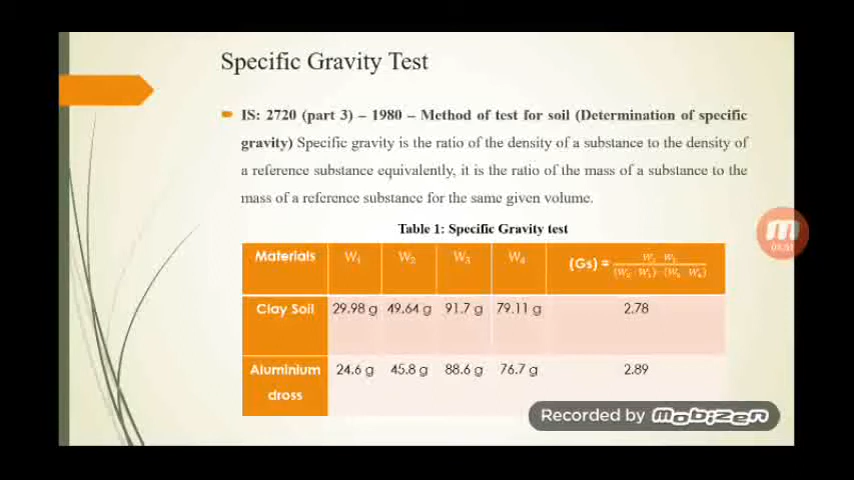 Specific Gravity Test
IS: 2720 (part 3) – 1980 – Method of test for soil (Determination of specific
gravity) Specific gravity is the ratio of the density of a substance to the density of
a reference substance equivalently, it is the ratio of the mass of a substance to the
mass of a reference substance for the same given volume.
Table 1: Specific Gravity test
Materials W₁ W₂ W₃ W₄ (Gs) =
Clay Soil 29.98 g 49.64 g 91.7 g 79.11 g 2.78
Aluminium 24.6 g 45.8 g 88.6 g 76.7 g 2.89
dross
Recorded by mobizen